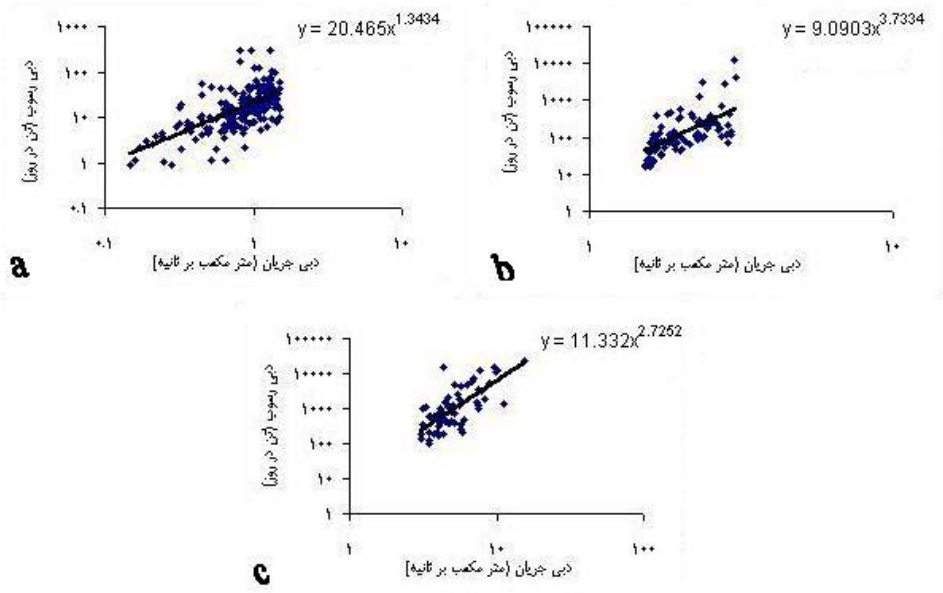 y = 20.465x^1.3434
۱۰۰۰
۱۰۰
۱۰
۱
۰.۱
دبی رسوب (تن در روز)
۰.۱
۱
۱۰
دبی جریان (متر مکعب بر ثانیه]
a
y = 9.0903x^3.7334
۱۰۰۰۰۰
۱۰۰۰۰
۱۰۰۰
۱۰۰
۱۰
۱
دبی رسوب (تن در روز)
۱
۱۰
دبی جریان (متر مکعب بر ثانیه]
b
y = 11.332x^2.7252
۱۰۰۰۰۰
۱۰۰۰۰
۱۰۰۰
۱۰۰
۱۰
۱
دبی رسوب (تن در روز)
۱
۱۰
۱۰۰
دبی جریان (متر مکعب بر ثانیه]
c